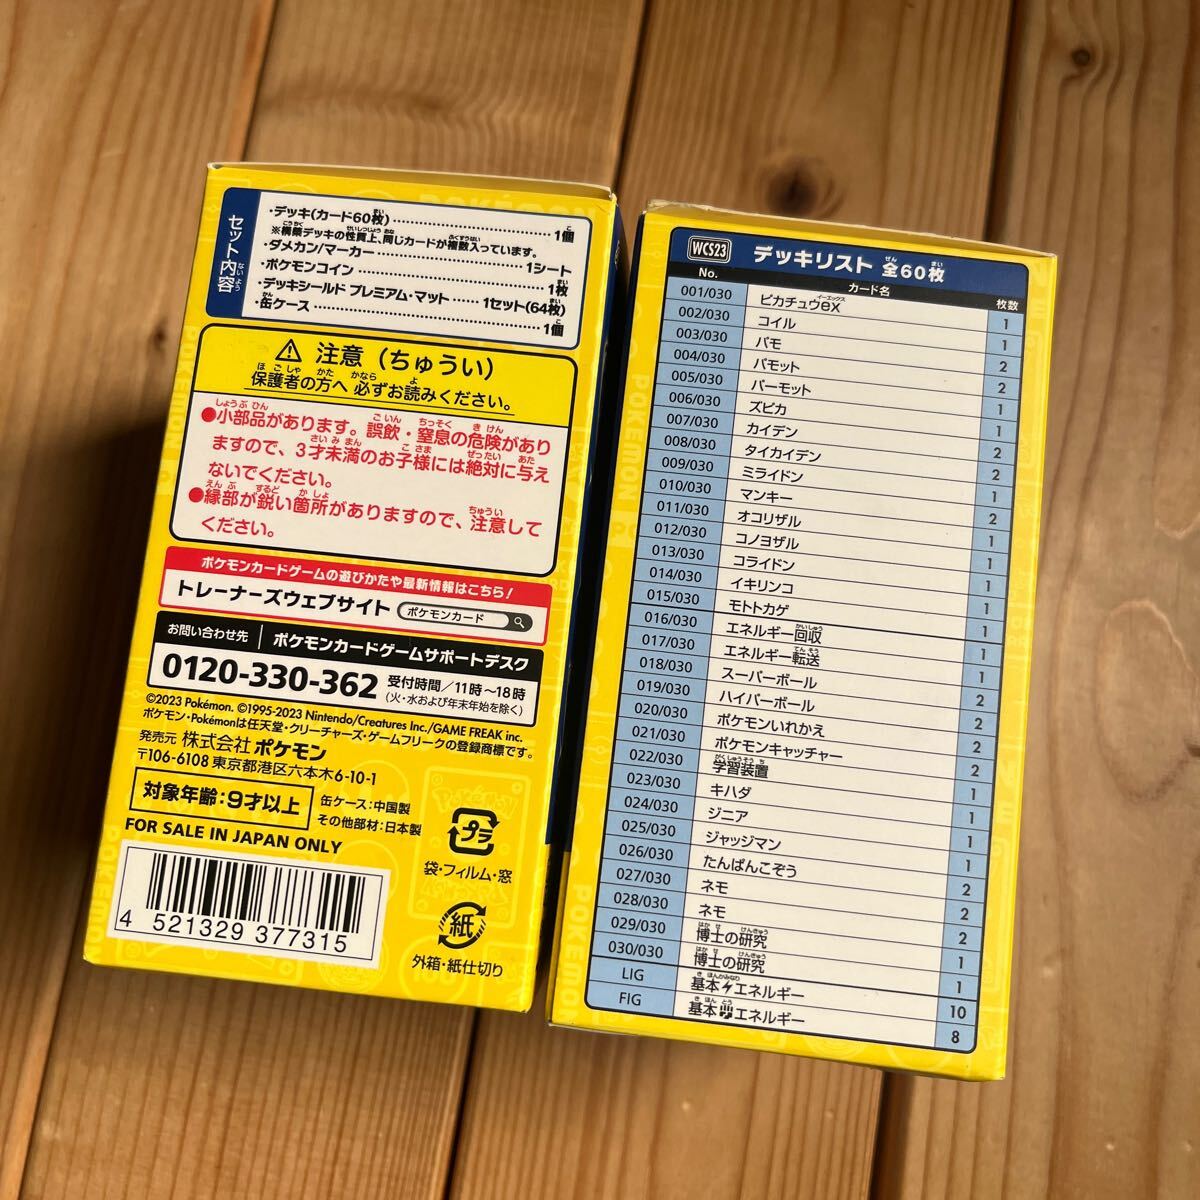 セット内容
ないよう
・デッキ(カード60枚) …… 1個
※構築デッキの性質上、同じカードが複数入っています。
・ダメカン/マーカー …… 1シート
・ポケモンコイン …… 1枚
・デッキシールド プレミアム・マット …… 1セット(64枚)
・缶ケース …… 1個
⚠ 注意(ちゅうい)
保護者の方へ 必ずお読みください。
●小部品があります。誤飲・窒息の危険があり
ますので、3才未満のお子様には絶対に与え
ないでください。
●縁部が鋭い箇所がありますので、注意して
ください。
ポケモンカードゲームの遊びかたや最新情報はこちら!
トレーナーズウェブサイト ポケモンカード
お問い合わせ先 ポケモンカードゲームサポートデスク
0120-330-362 受付時間/11時~18時
(火・水および年末年始を除く)
©2023 Pokémon. ©1995-2023 Nintendo/Creatures Inc./GAME FREAK inc.
ポケモン・Pokémonは任天堂・クリーチャーズ・ゲームフリークの登録商標です。
発売元 株式会社ポケモン
〒106-6108 東京都港区六本木6-10-1
対象年齢:9才以上
缶ケース:中国製
その他部材:日本製
FOR SALE IN JAPAN ONLY
プラ
袋・フィルム・窓
紙
外箱・紙仕切り
4 521329 377315
WCS23 デッキリスト 全60枚
No. カード名 枚数
001/030 ピカチュウex 1
002/030 コイル 1
003/030 パモ 2
004/030 パモット 2
005/030 パーモット 2
006/030 ズピカ 1
007/030 カイデン 2
008/030 タイカイデン 2
009/030 ミライドン 1
010/030 マンキー 2
011/030 オコリザル 1
012/030 コノヨザル 1
013/030 コライドン 1
014/030 イキリンコ 1
015/030 モトトカゲ 1
016/030 エネルギー回収 1
017/030 エネルギー転送 1
018/030 スーパーボール 2
019/030 ハイパーボール 1
020/030 ポケモンいれかえ 2
021/030 ポケモンキャッチャー 2
022/030 学習装置 1
023/030 キハダ 1
024/030 ジニア 1
025/030 ジャッジマン 1
026/030 たんぱんこぞう 2
027/030 ネモ 2
028/030 ネモ 2
029/030 博士の研究 1
030/030 博士の研究 1
LIG 基本エネルギー 10
FIG 基本エネルギー 8